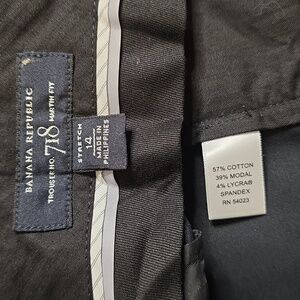 BANANA REPUBLIC
TROUSER NO. 718 MARTIN FIT
STRETCH
14
MADE IN
PHILIPPINES
57% COTTON
39% MODAL
4% LYCRA®
SPANDEX
RN 54023